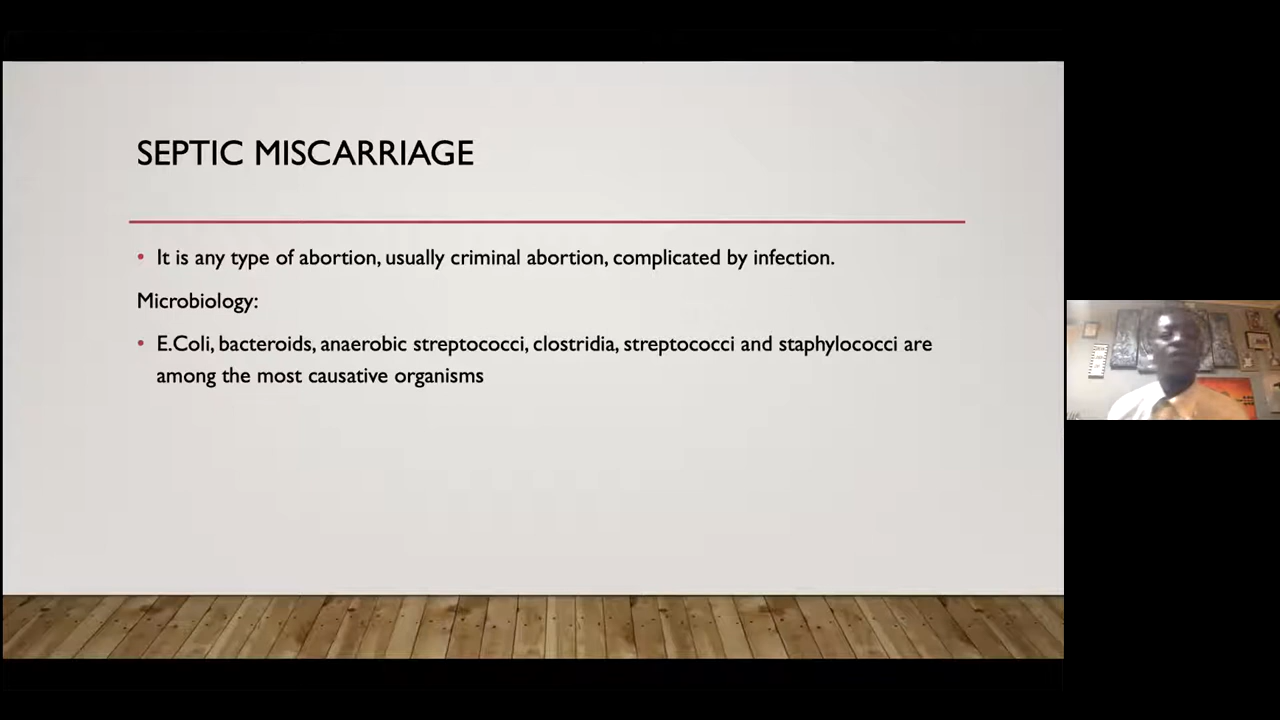 SEPTIC MISCARRIAGE
• It is any type of abortion, usually criminal abortion, complicated by infection.
Microbiology:
• E.Coli, bacteroids, anaerobic streptococci, clostridia, streptococci and staphylococci are
among the most causative organisms